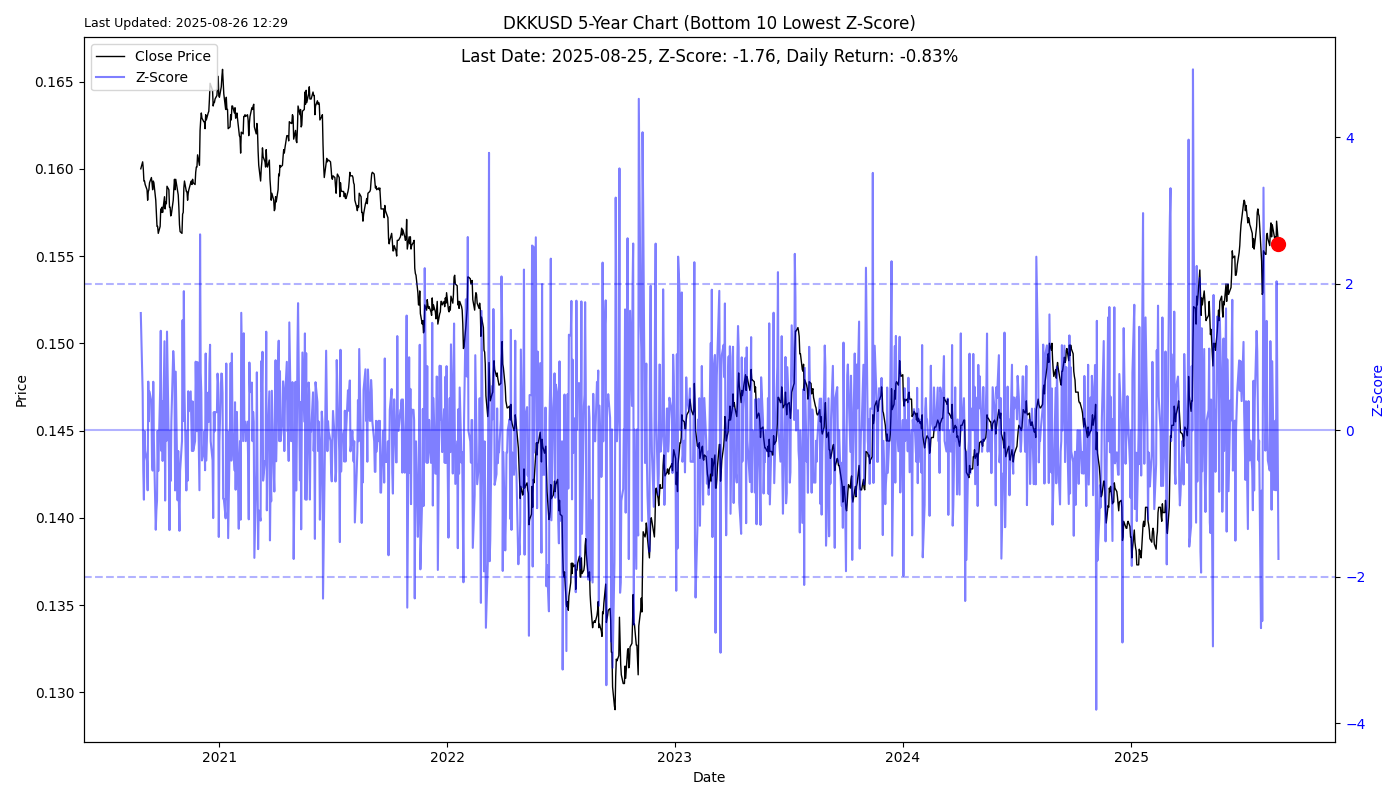 Last Updated: 2025-08-26 12:29
DKKUSD 5-Year Chart (Bottom 10 Lowest Z-Score)
Last Date: 2025-08-25, Z-Score: -1.76, Daily Return: -0.83%
Close Price
Z-Score
0.165
0.160
0.155
0.150
0.145
0.140
0.135
0.130
Price
4
2
0
−2
−4
Z-Score
2021
2022
2023
2024
2025
Date